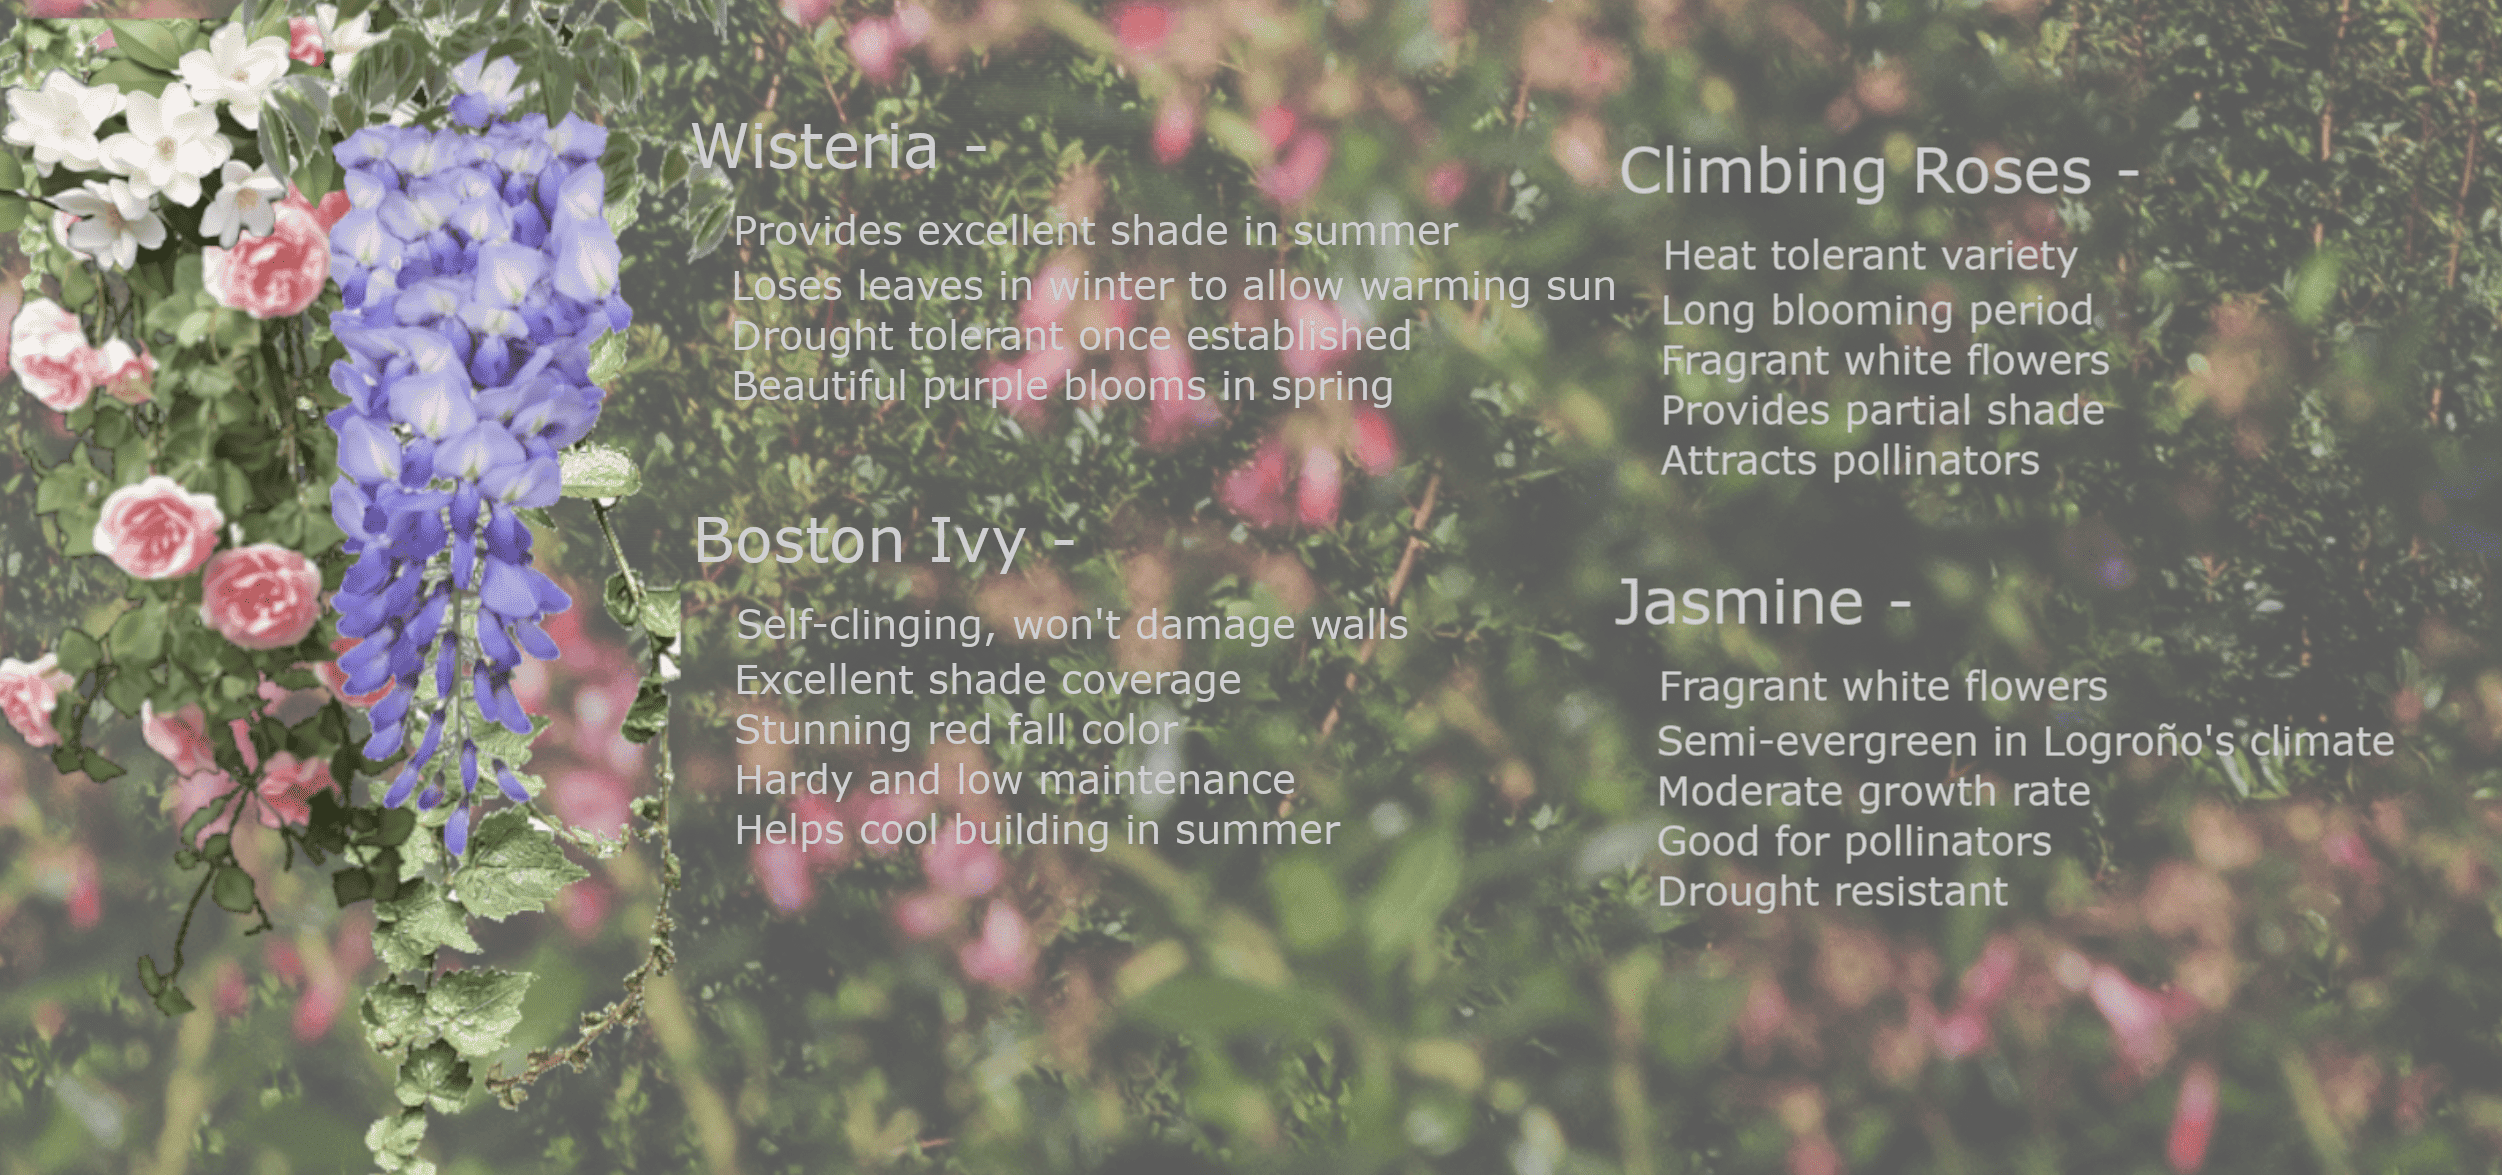 Wisteria -
Provides excellent shade in summer
Loses leaves in winter to allow warming sun
Drought tolerant once established
Beautiful purple blooms in spring
Boston Ivy -
Self-clinging, won't damage walls
Excellent shade coverage
Stunning red fall color
Hardy and low maintenance
Helps cool building in summer
Climbing Roses -
Heat tolerant variety
Long blooming period
Fragrant white flowers
Provides partial shade
Attracts pollinators
Jasmine -
Fragrant white flowers
Semi-evergreen in Logroño's climate
Moderate growth rate
Good for pollinators
Drought resistant